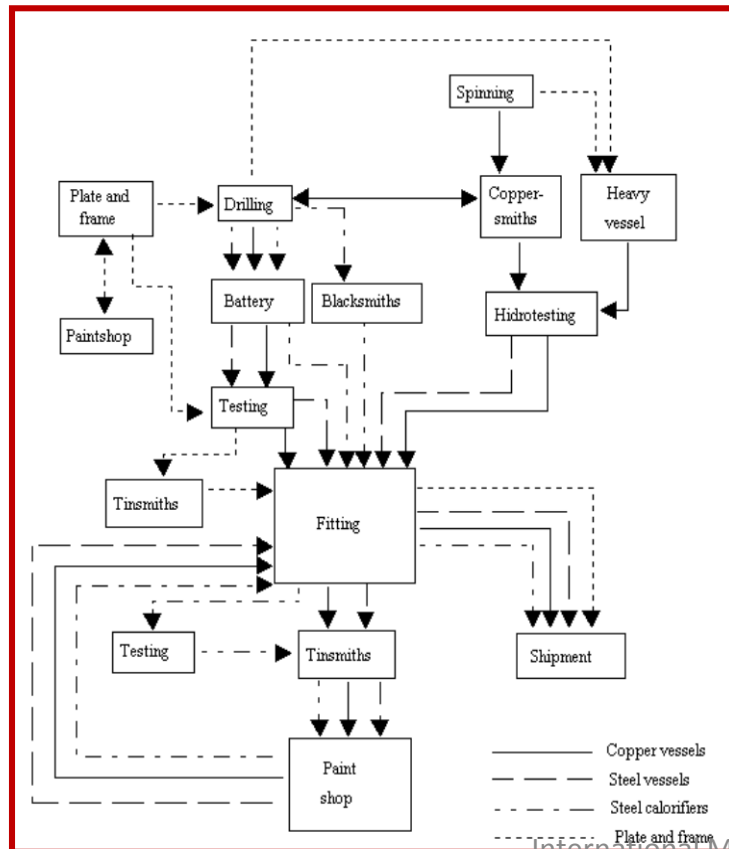 Spinning
Plate and
frame
Drilling
Copper-
smiths
Heavy
vessel
Battery
Blacksmiths
Hidrotesting
Paintshop
Testing
Tinsmiths
Fitting
Testing
Tinsmiths
Shipment
Paint
shop
Copper vessels
Steel vessels
Steel calorifiers
Plate and frame
International M